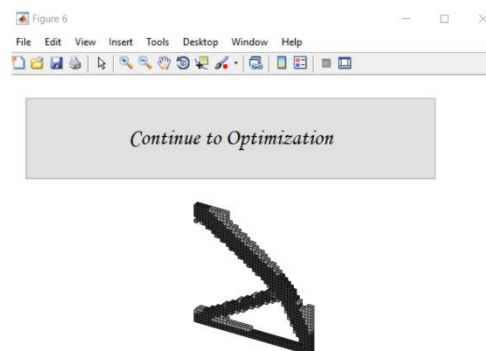 Figure 6
File Edit View Insert Tools Desktop Window Help
Continue to Optimization